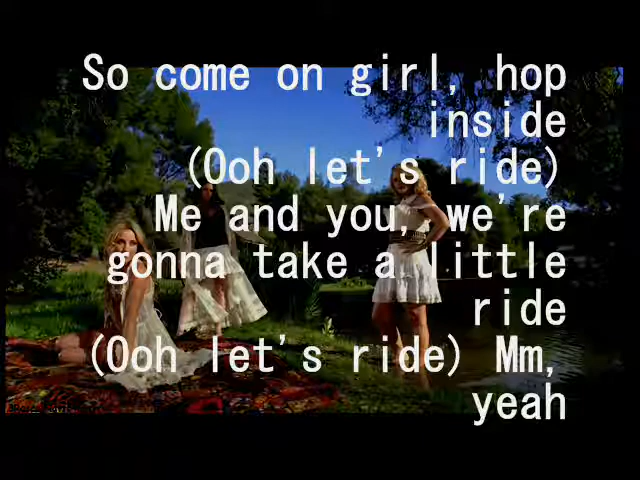 So come on girl, hop
inside
(Ooh let's ride)
Me and you, we're
gonna take a little
ride
(Ooh let's ride) Mm,
yeah